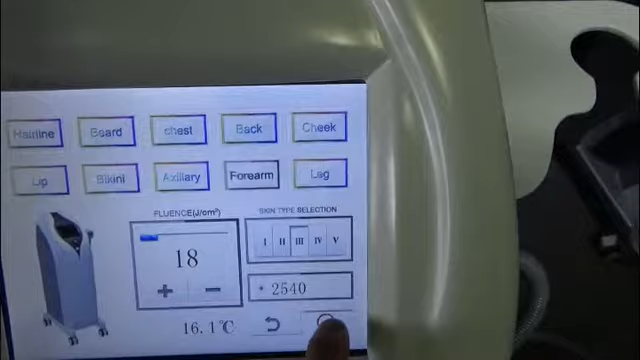 Hairline Board chest Back Cheek
Lip Bikini Axillary Forearm Leg
FLUENCE(J/cm²) SKIN TYPE SELECTION
I II III IV V
18
+ −
* 2540
16.1℃